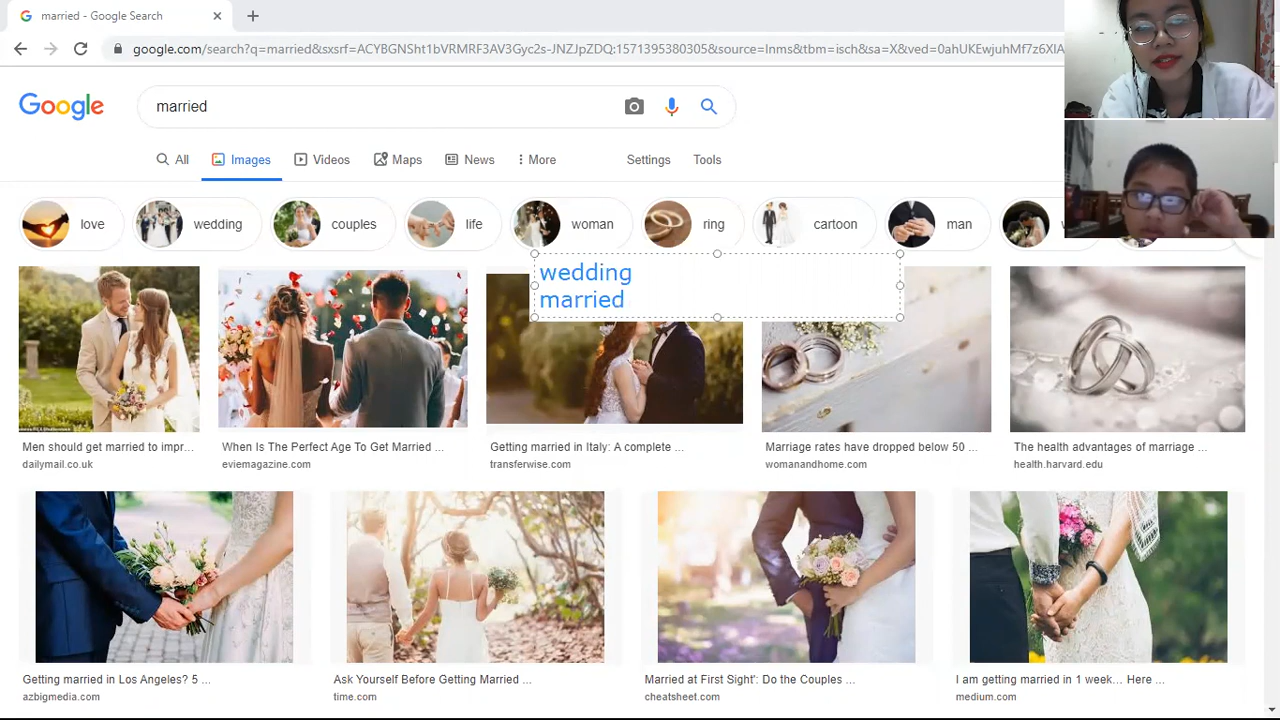 married - Google Search
google.com/search?q=married&sxsrf=ACYBGNSht1bVRMRF3AV3Gyc2s-JNZJpZDQ:1571395380305&source=lnms&tbm=isch&sa=X&ved=0ahUKEwjuhMf7z6XlA
Google
married
All Images Videos Maps News More Settings Tools
love wedding couples life woman ring cartoon man
wedding
married
Men should get married to impr...
dailymail.co.uk
When Is The Perfect Age To Get Married ...
eviemagazine.com
Getting married in Italy: A complete ...
transferwise.com
Marriage rates have dropped below 50 ...
womanandhome.com
The health advantages of marriage ...
health.harvard.edu
Getting married in Los Angeles? 5 ...
azbigmedia.com
Ask Yourself Before Getting Married ...
time.com
Married at First Sight': Do the Couples ...
cheatsheet.com
I am getting married in 1 week... Here ...
medium.com